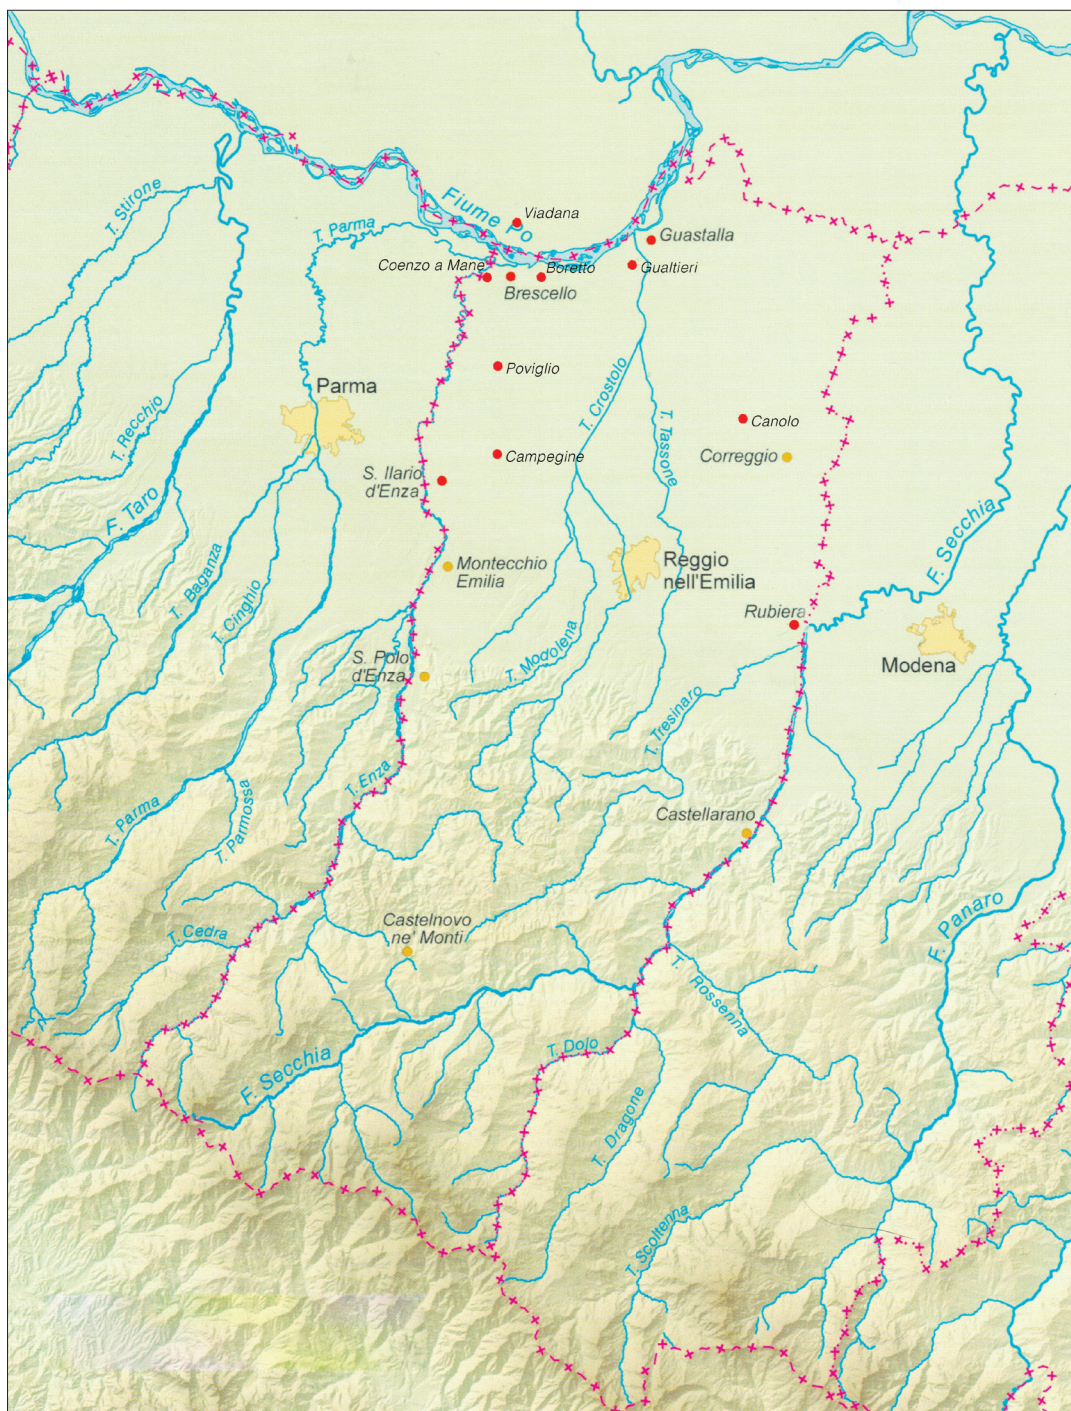 T. Stirone
Fiume Po
Viadana
T. Parma
Guastalla
Coenzo a Mane
Boretto
Gualtieri
Brescello
Poviglio
Parma
T. Crostolo
T. Tassone
Canolo
T. Recchio
Campegine
Correggio
S. Ilario
d'Enza
F. Taro
F. Secchia
Montecchio
Emilia
Reggio
nell'Emilia
T. Baganza
T. Cinghio
Rubiera
T. Modolena
S. Polo
d'Enza
Modena
T. Tresinaro
T. Enza
T. Parma
T. Parmossa
Castellarano
F. Panaro
Castelnovo
ne' Monti
T. Cedra
T. Rossenna
T. Dolo
F. Secchia
T. Dragone
T. Scoltenna